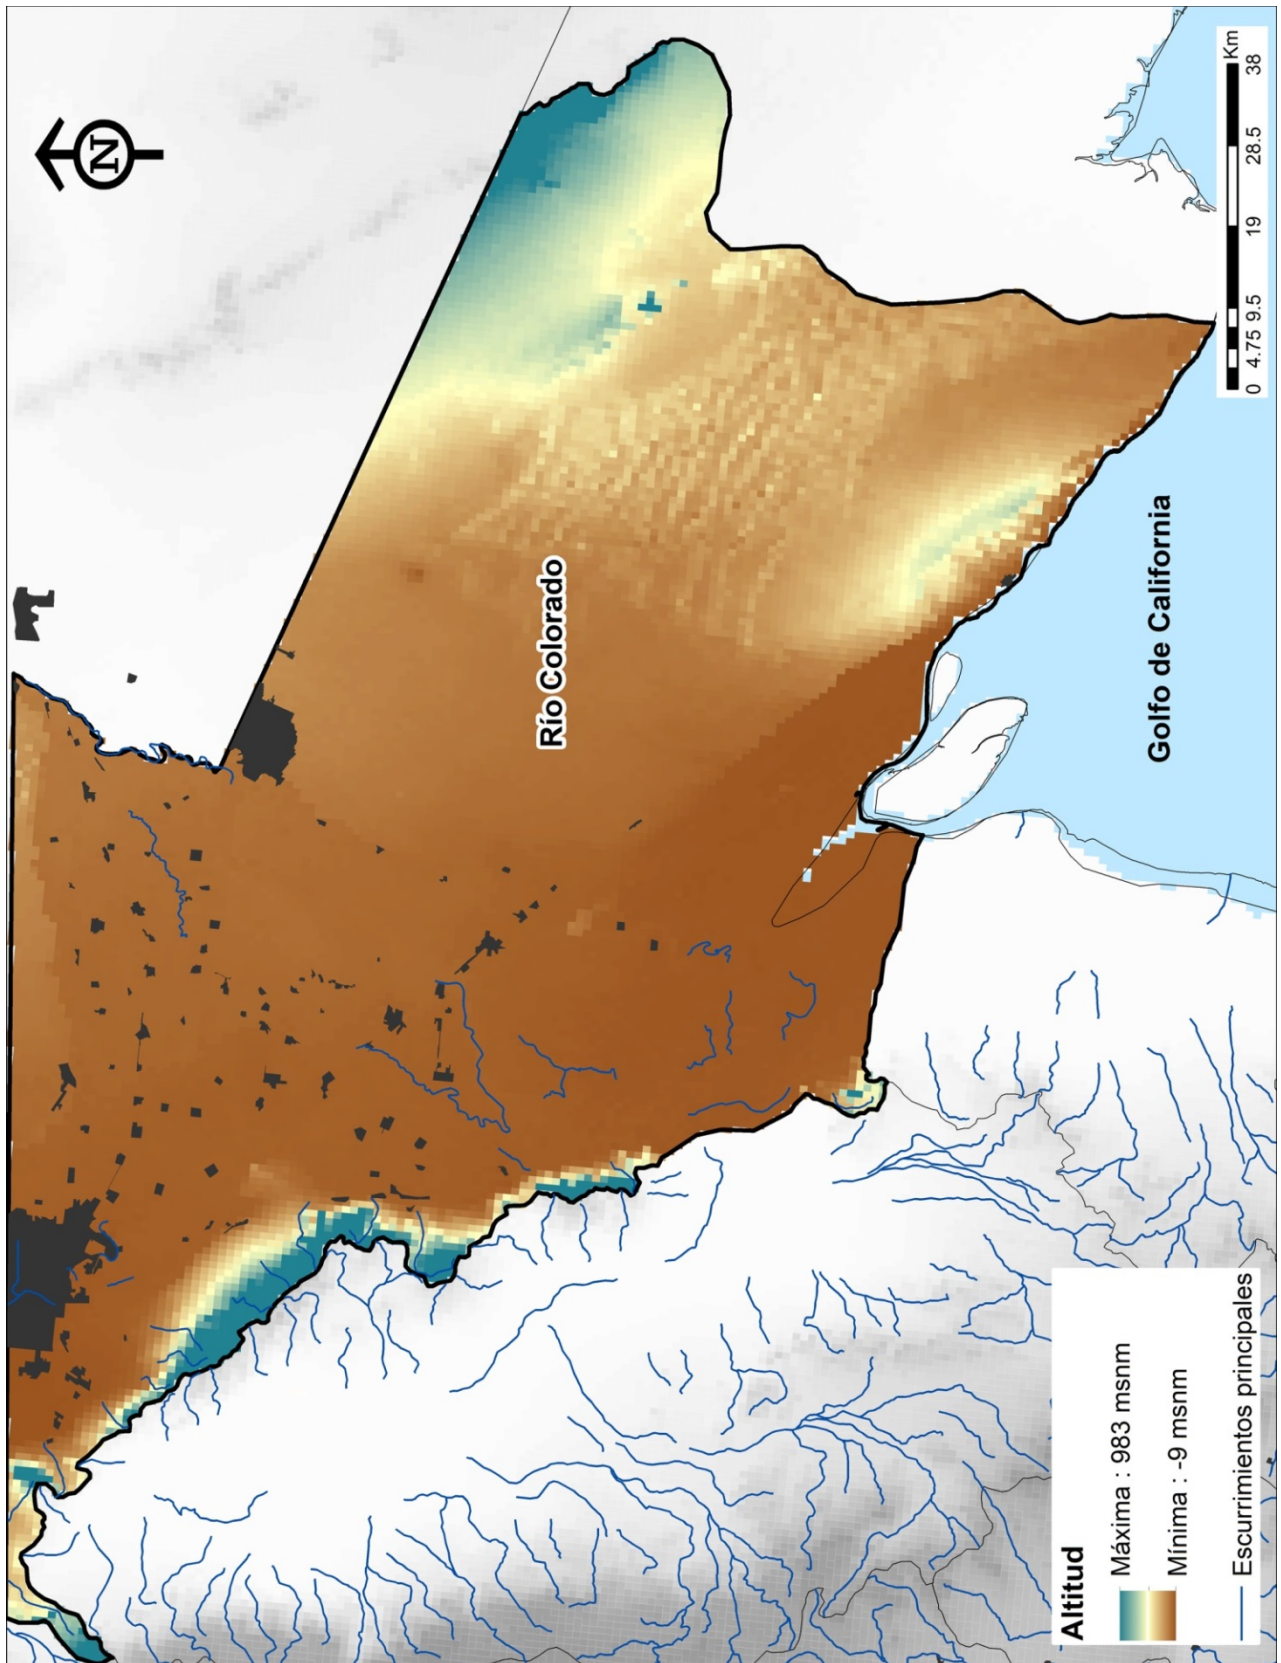 N
Río Colorado
Golfo de California
Altitud
Máxima : 983 msnm
Mínima : -9 msnm
Escurrimientos principales
0 4.75 9.5 19 28.5 38
Km